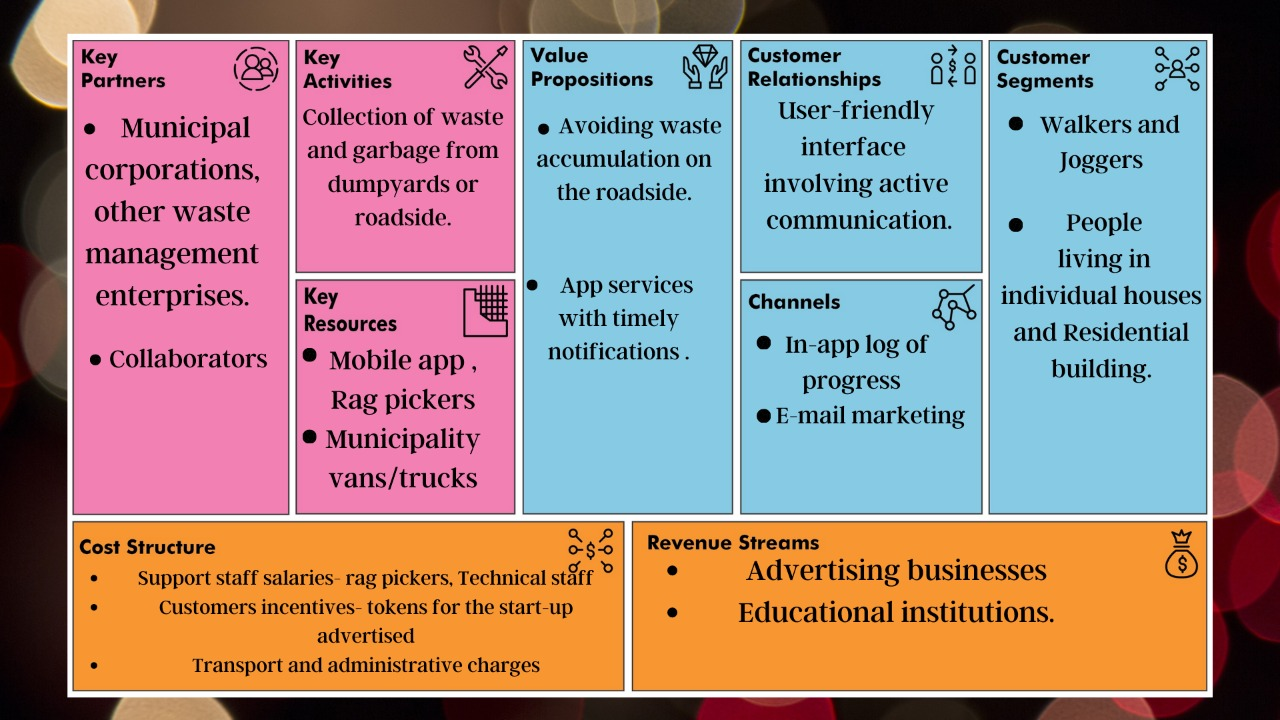 Key
Partners
• Municipal
corporations,
other waste
management
enterprises.
• Collaborators
Key
Activities
Collection of waste
and garbage from
dumpyards or
roadside.
Key
Resources
• Mobile app ,
Rag pickers
• Municipality
vans/trucks
Value
Propositions
• Avoiding waste
accumulation on
the roadside.
• App services
with timely
notifications .
Customer
Relationships
User-friendly
interface
involving active
communication.
Channels
• In-app log of
progress
• E-mail marketing
Customer
Segments
• Walkers and
Joggers
• People
living in
individual houses
and Residential
building.
Cost Structure
• Support staff salaries- rag pickers, Technical staff
• Customers incentives- tokens for the start-up
advertised
• Transport and administrative charges
Revenue Streams
• Advertising businesses
• Educational institutions.